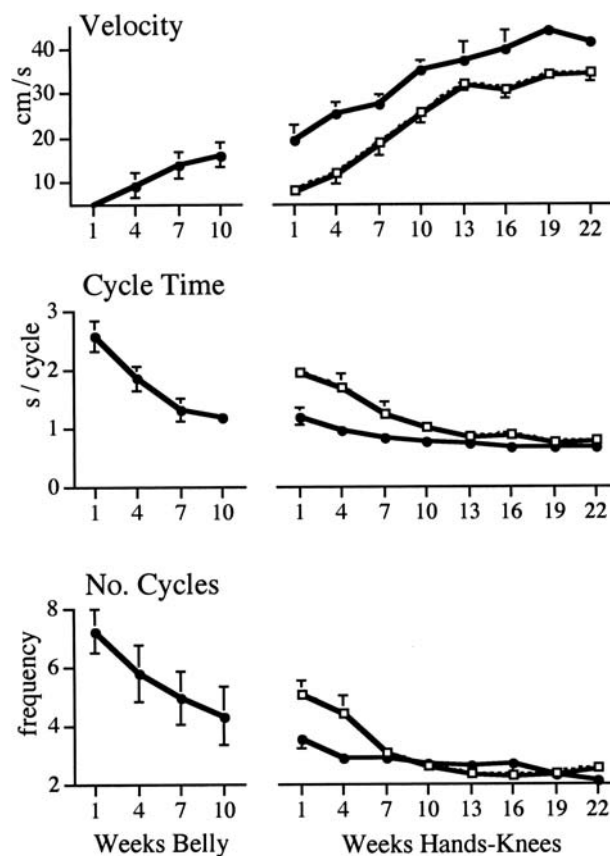 Velocity
cm/s
40
30
20
10
1 4 7 10
1 4 7 10 13 16 19 22
Cycle Time
s / cycle
3
2
1
0
1 4 7 10
1 4 7 10 13 16 19 22
No. Cycles
frequency
8
6
4
2
1 4 7 10
1 4 7 10 13 16 19 22
Weeks Belly
Weeks Hands-Knees